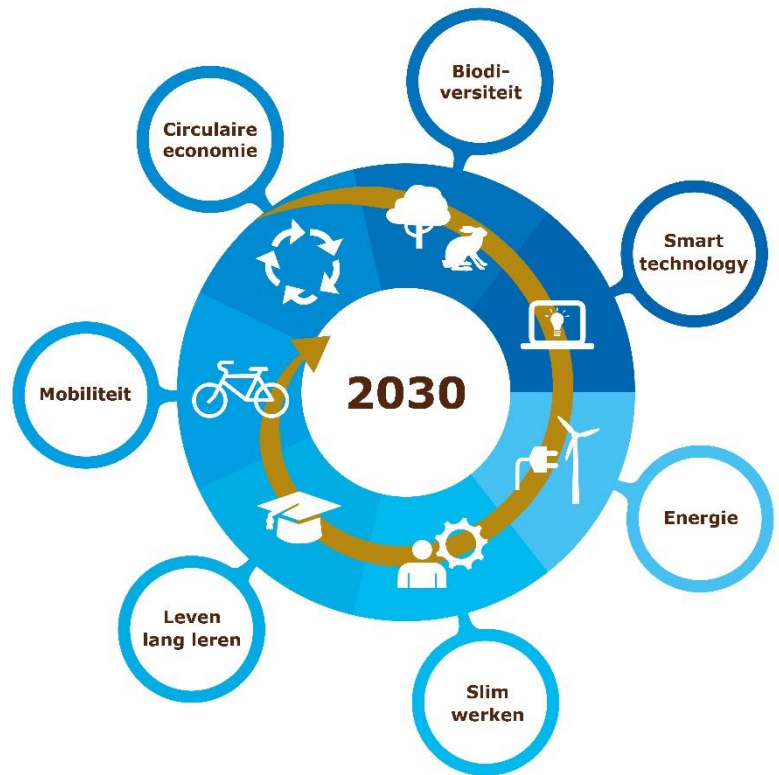 Biodi-
versiteit
Circulaire
economie
Smart
technology
Mobiliteit
2030
Energie
Leven
lang leren
Slim
werken